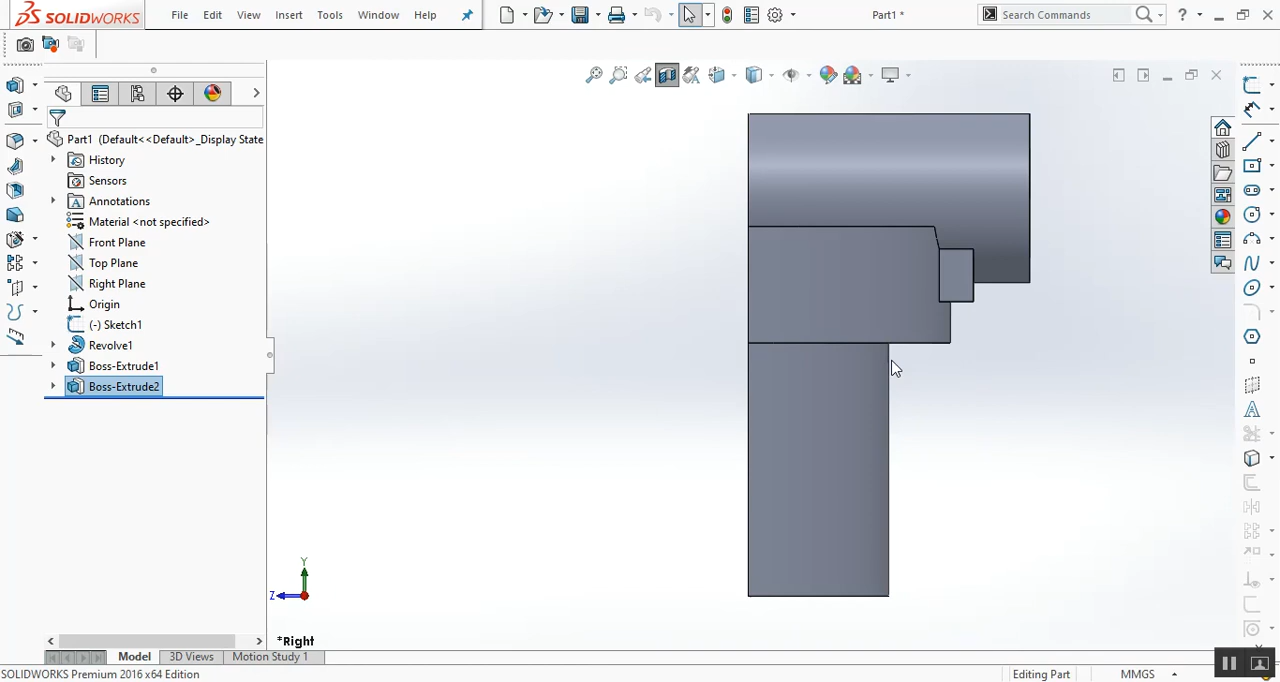 SOLIDWORKS File Edit View Insert Tools Window Help Part1 * Search Commands ?
Part1 (Default<<Default>_Display State
History
Sensors
A Annotations
Material <not specified>
Front Plane
Top Plane
Right Plane
Origin
(-) Sketch1
Revolve1
Boss-Extrude1
Boss-Extrude2
Y
Z
*Right
Model 3D Views Motion Study 1
SOLIDWORKS Premium 2016 x64 Edition Editing Part MMGS